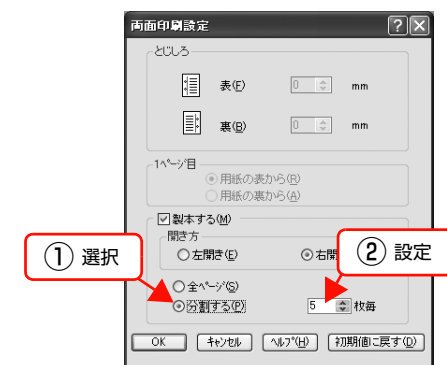 両面印刷設定
とじしろ
表(F) 0 mm
裏(B) 0 mm
1ページ目
用紙の表から(R)
用紙の裏から(A)
製本する(M)
開き方
左開き(E) 右開
① 選択
② 設定
全ページ(S)
分割する(P) 5 枚毎
OK キャンセル ヘルプ(H) 初期値に戻す(D)